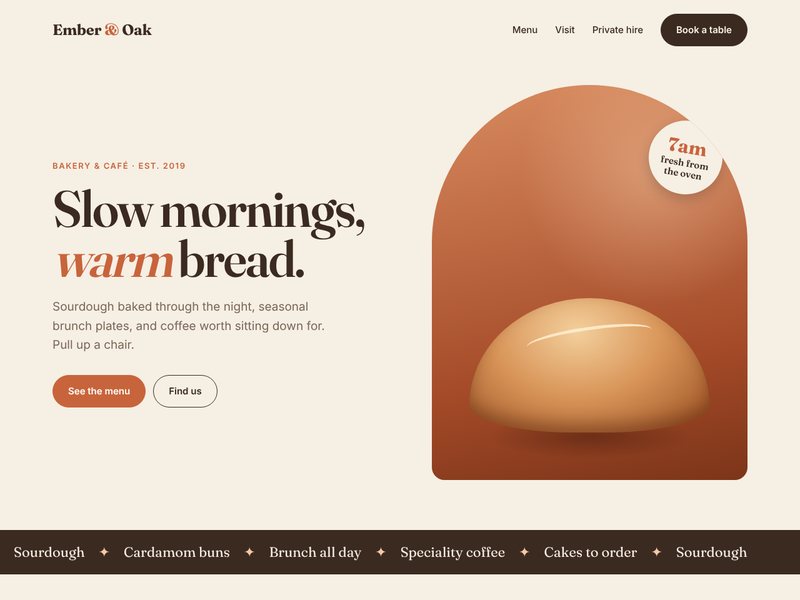 Ember & Oak
Menu Visit Private hire Book a table
BAKERY & CAFÉ · EST. 2019
Slow mornings,
warm bread.
Sourdough baked through the night, seasonal
brunch plates, and coffee worth sitting down for.
Pull up a chair.
See the menu Find us
7am
fresh from
the oven
Sourdough ✦ Cardamom buns ✦ Brunch all day ✦ Speciality coffee ✦ Cakes to order ✦ Sourdough